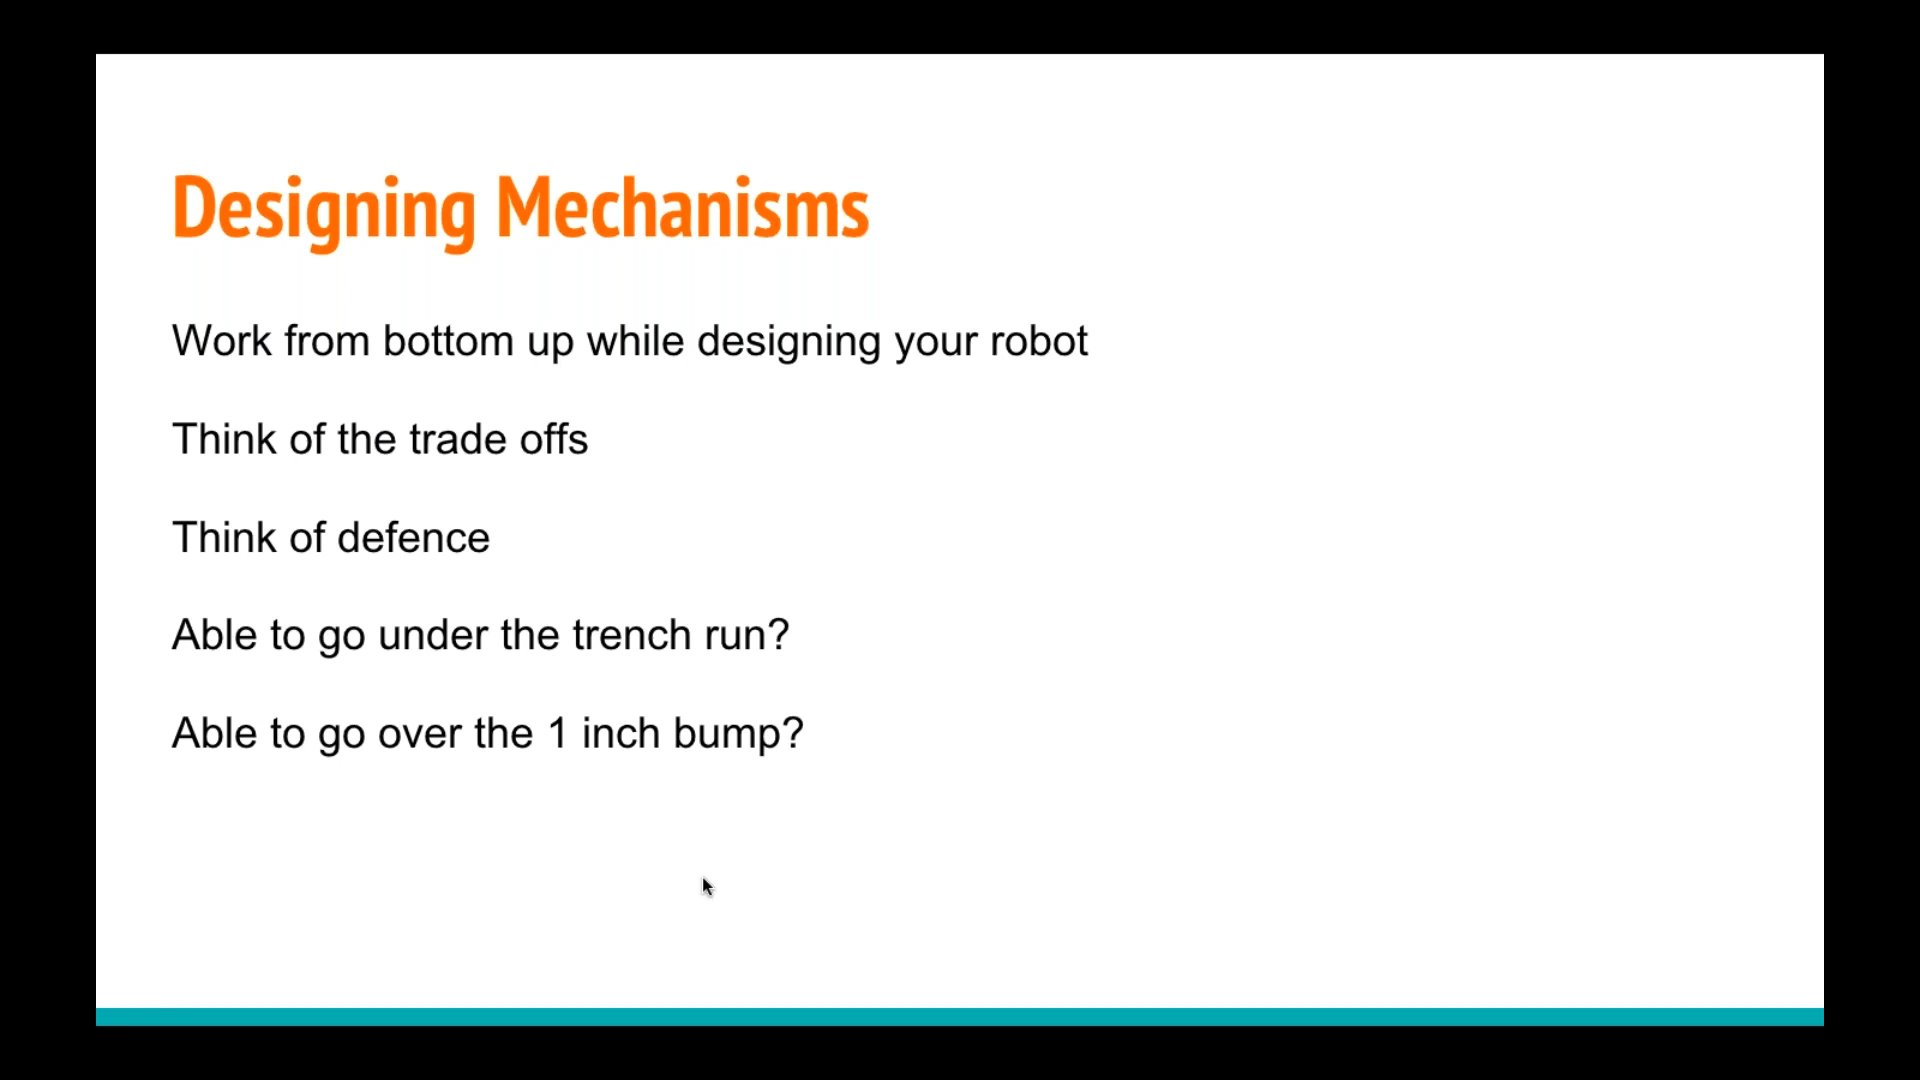 Designing Mechanisms
Work from bottom up while designing your robot
Think of the trade offs
Think of defence
Able to go under the trench run?
Able to go over the 1 inch bump?